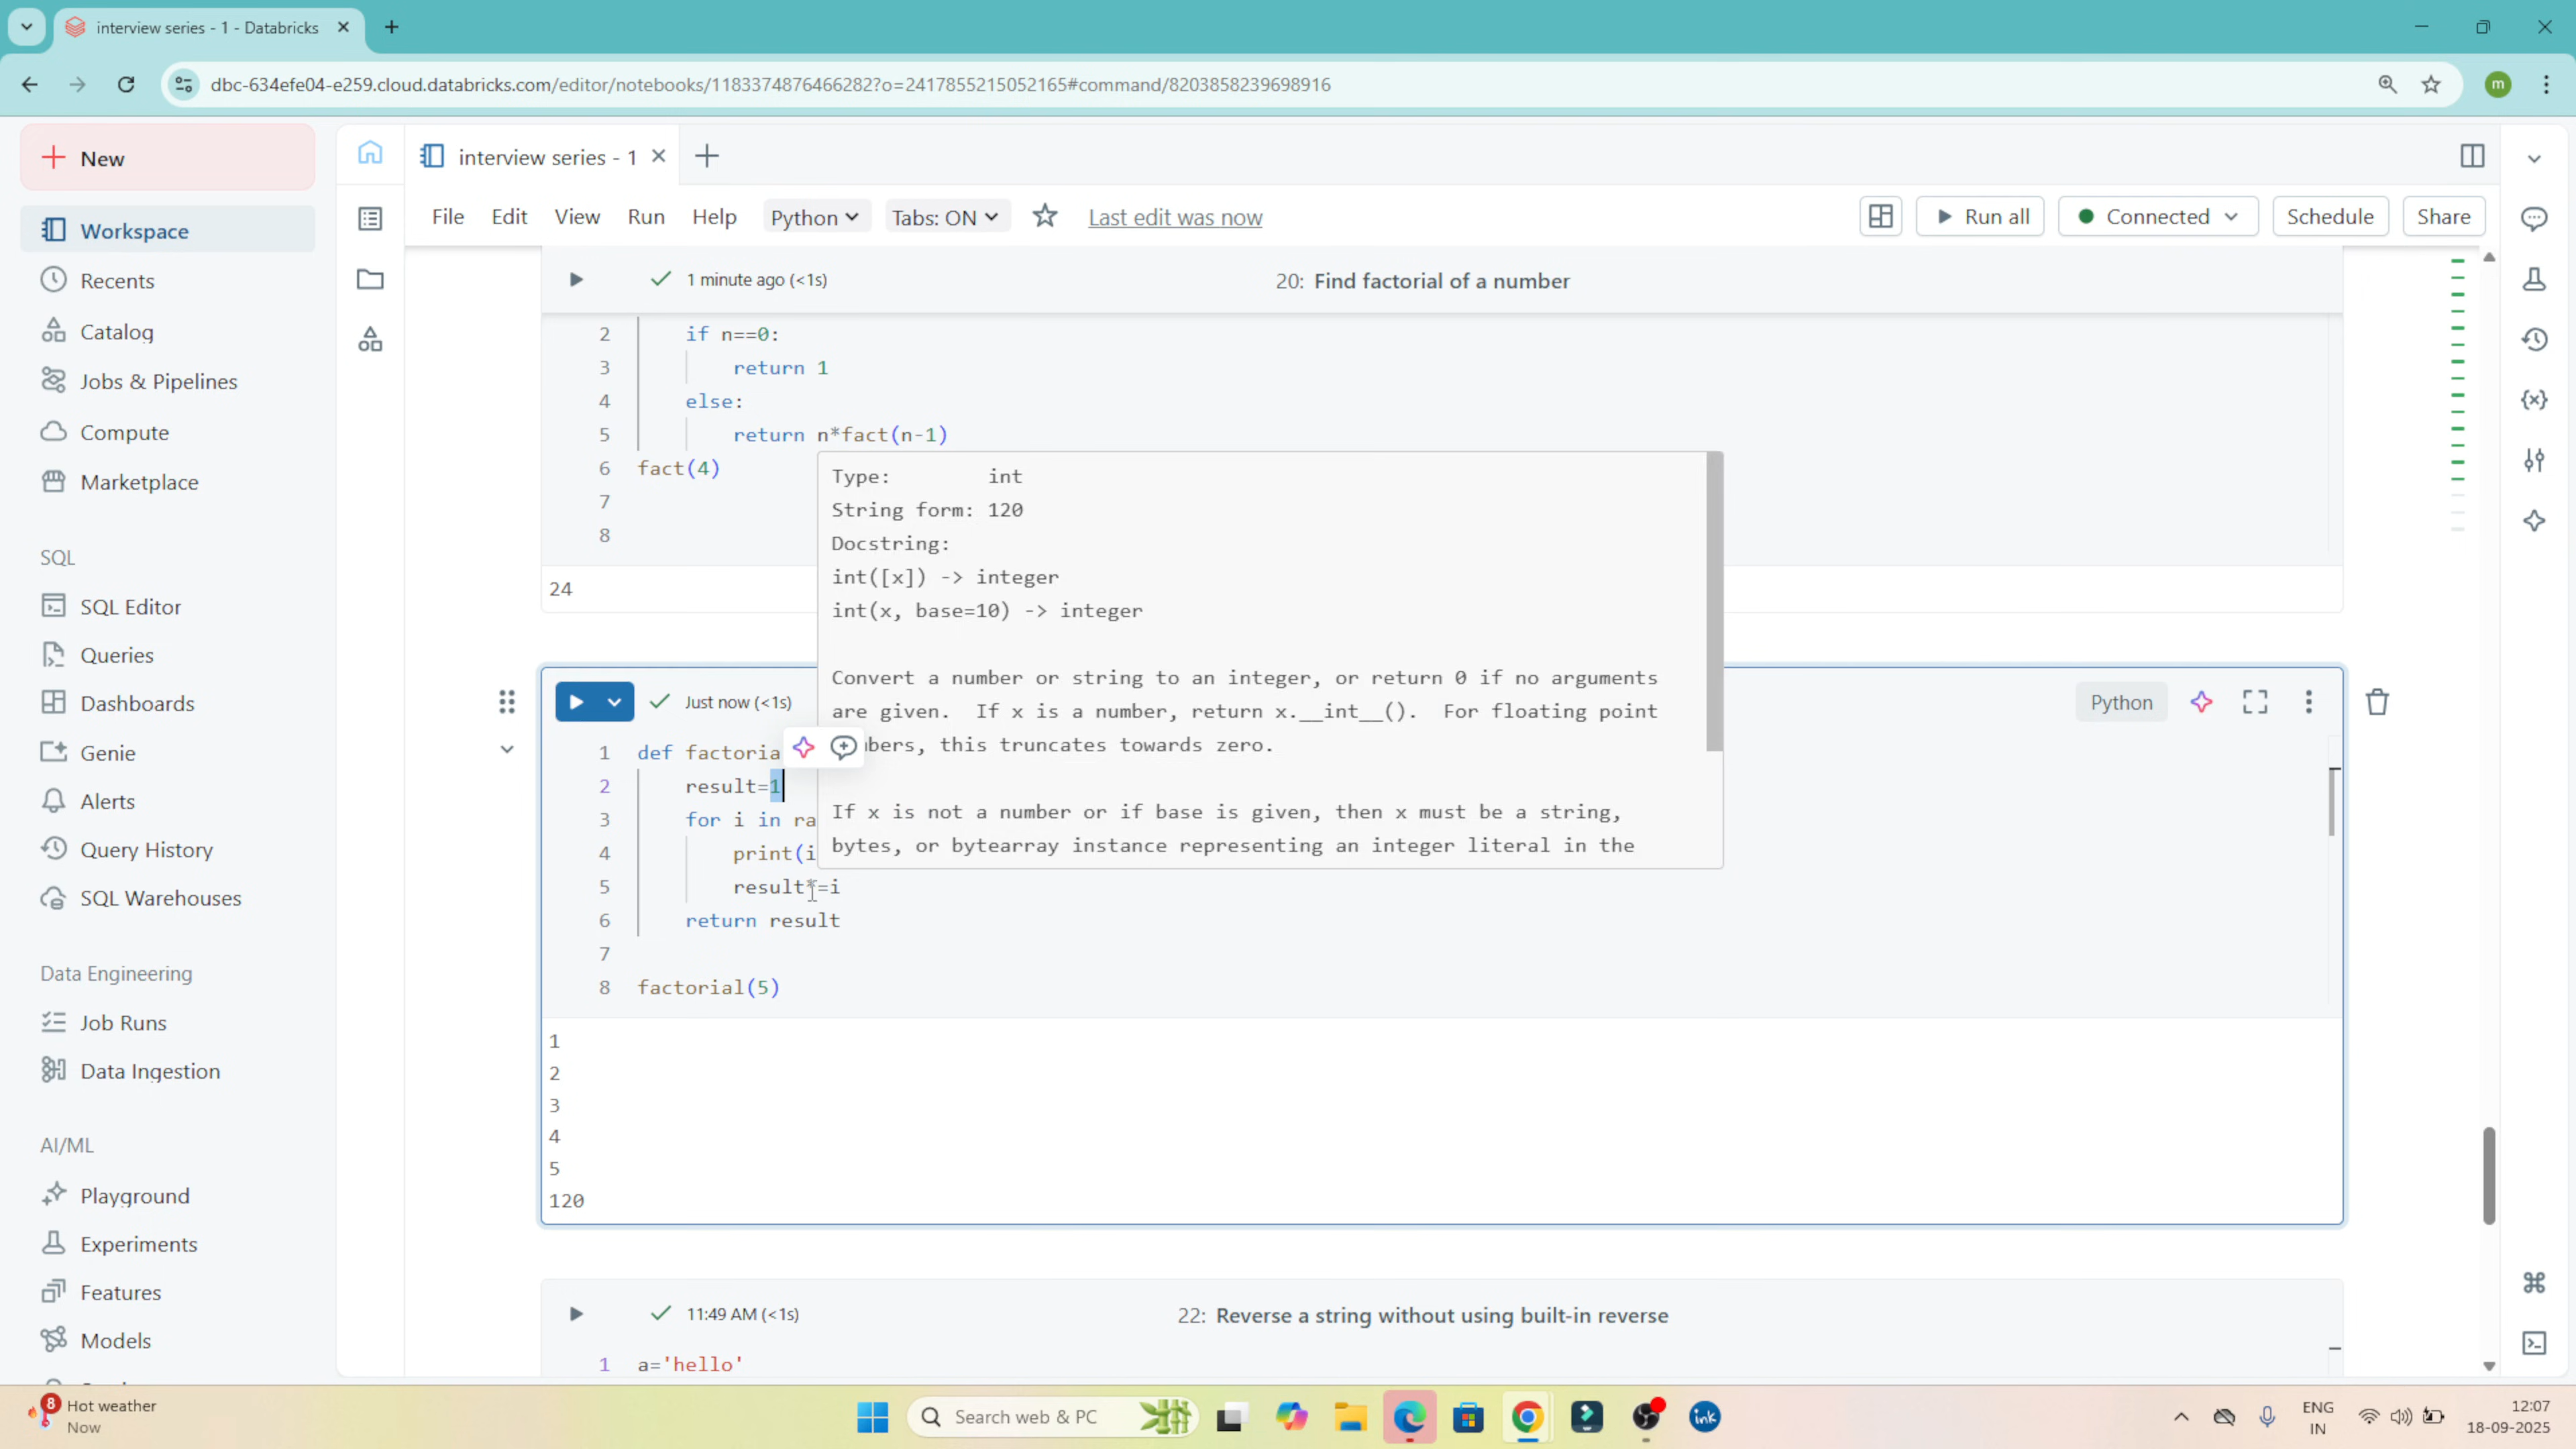 interview series - 1 - Databricks
dbc-634efe04-e259.cloud.databricks.com/editor/notebooks/1183374876466282?o=2417855215052165#command/8203858239698916
m
New
Workspace
Recents
Catalog
Jobs & Pipelines
Compute
Marketplace
SQL
SQL Editor
Queries
Dashboards
Genie
Alerts
Query History
SQL Warehouses
Data Engineering
Job Runs
Data Ingestion
AI/ML
Playground
Experiments
Features
Models
interview series - 1
File Edit View Run Help Python Tabs: ON Last edit was now
Run all Connected Schedule Share
1 minute ago (<1s) 20: Find factorial of a number
2 if n==0:
3 return 1
4 else:
5 return n*fact(n-1)
6 fact(4)
7
8
24
Type: int
String form: 120
Docstring:
int([x]) -> integer
int(x, base=10) -> integer
Convert a number or string to an integer, or return 0 if no arguments
are given. If x is a number, return x.__int__(). For floating point
bers, this truncates towards zero.
If x is not a number or if base is given, then x must be a string,
bytes, or bytearray instance representing an integer literal in the
Just now (<1s) Python
1 def factoria
2 result=1
3 for i in ra
4 print(i
5 result*=i
6 return result
7
8 factorial(5)
1
2
3
4
5
120
11:49 AM (<1s) 22: Reverse a string without using built-in reverse
1 a='hello'
8 Hot weather
Now
Search web & PC
ink
ENG
IN
12:07
18-09-2025